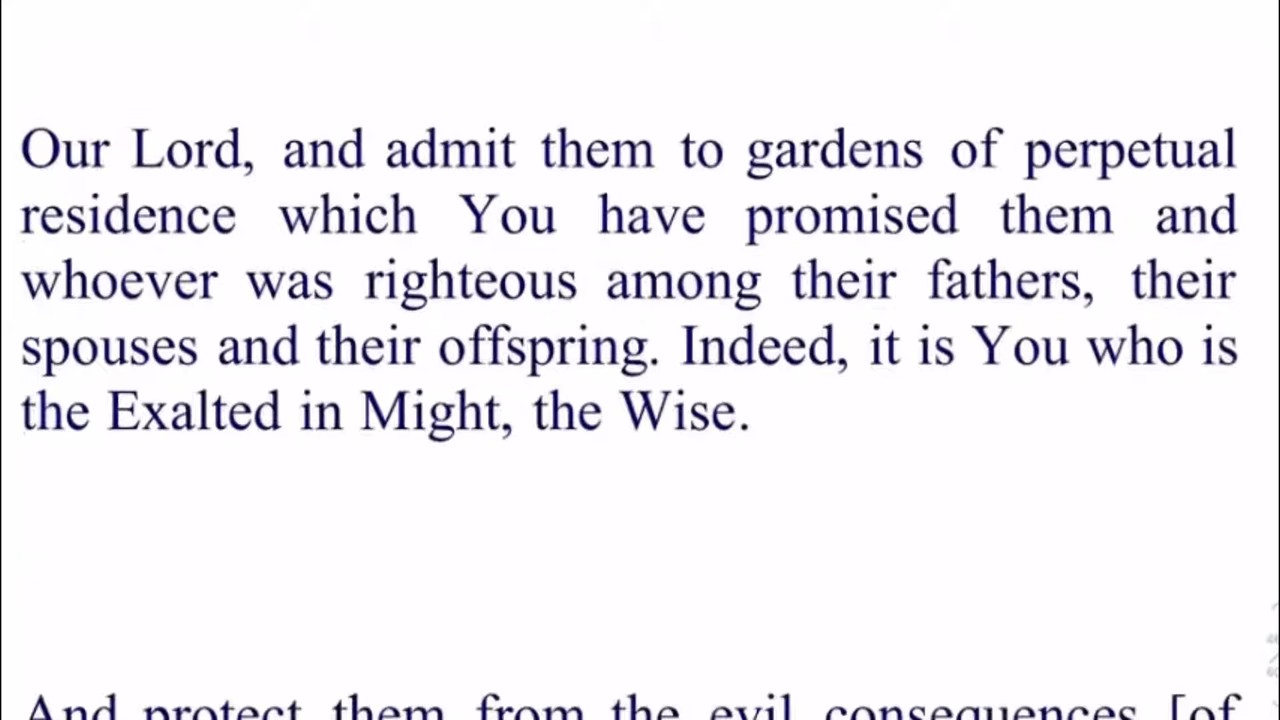 Our Lord, and admit them to gardens of perpetual
residence which You have promised them and
whoever was righteous among their fathers, their
spouses and their offspring. Indeed, it is You who is
the Exalted in Might, the Wise.
And protect them from the evil consequences [of